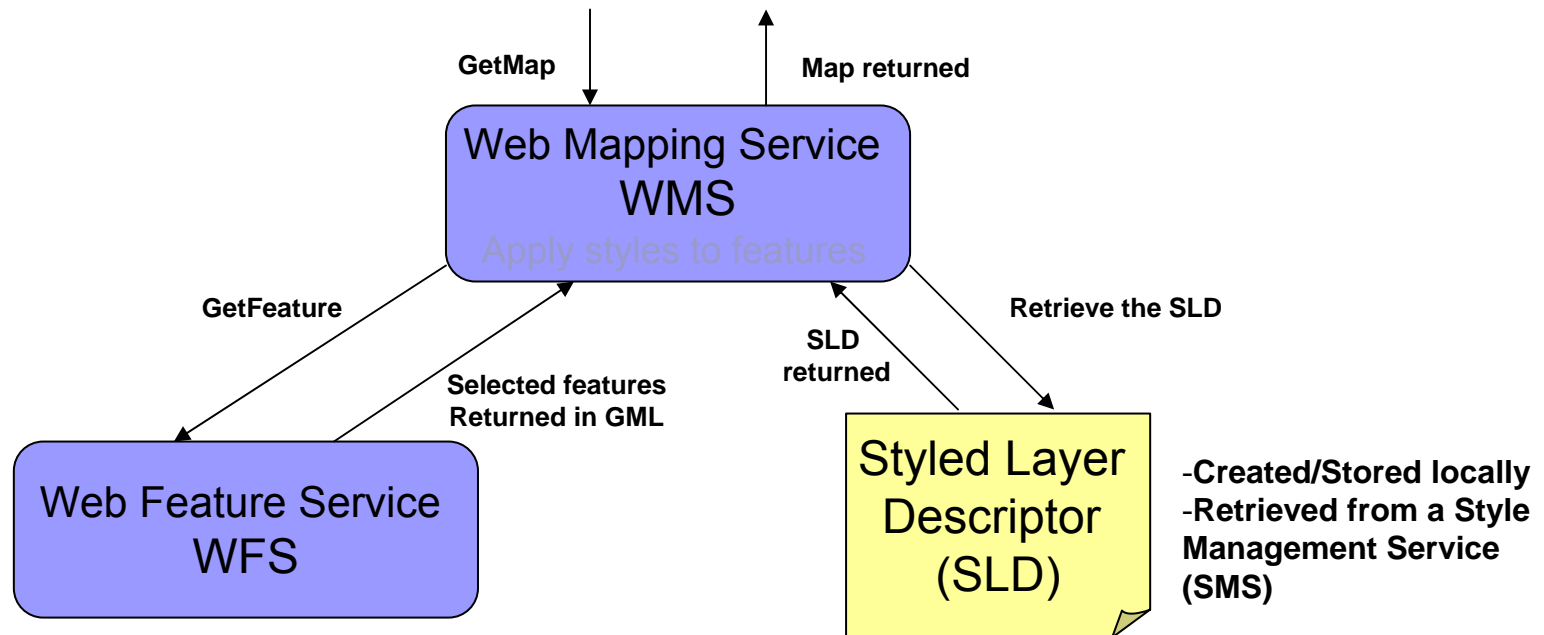 GetMap
Map returned
Web Mapping Service
WMS
Apply styles to features
GetFeature
Selected features
Returned in GML
SLD
returned
Retrieve the SLD
Web Feature Service
WFS
Styled Layer
Descriptor
(SLD)
-Created/Stored locally
-Retrieved from a Style
Management Service
(SMS)